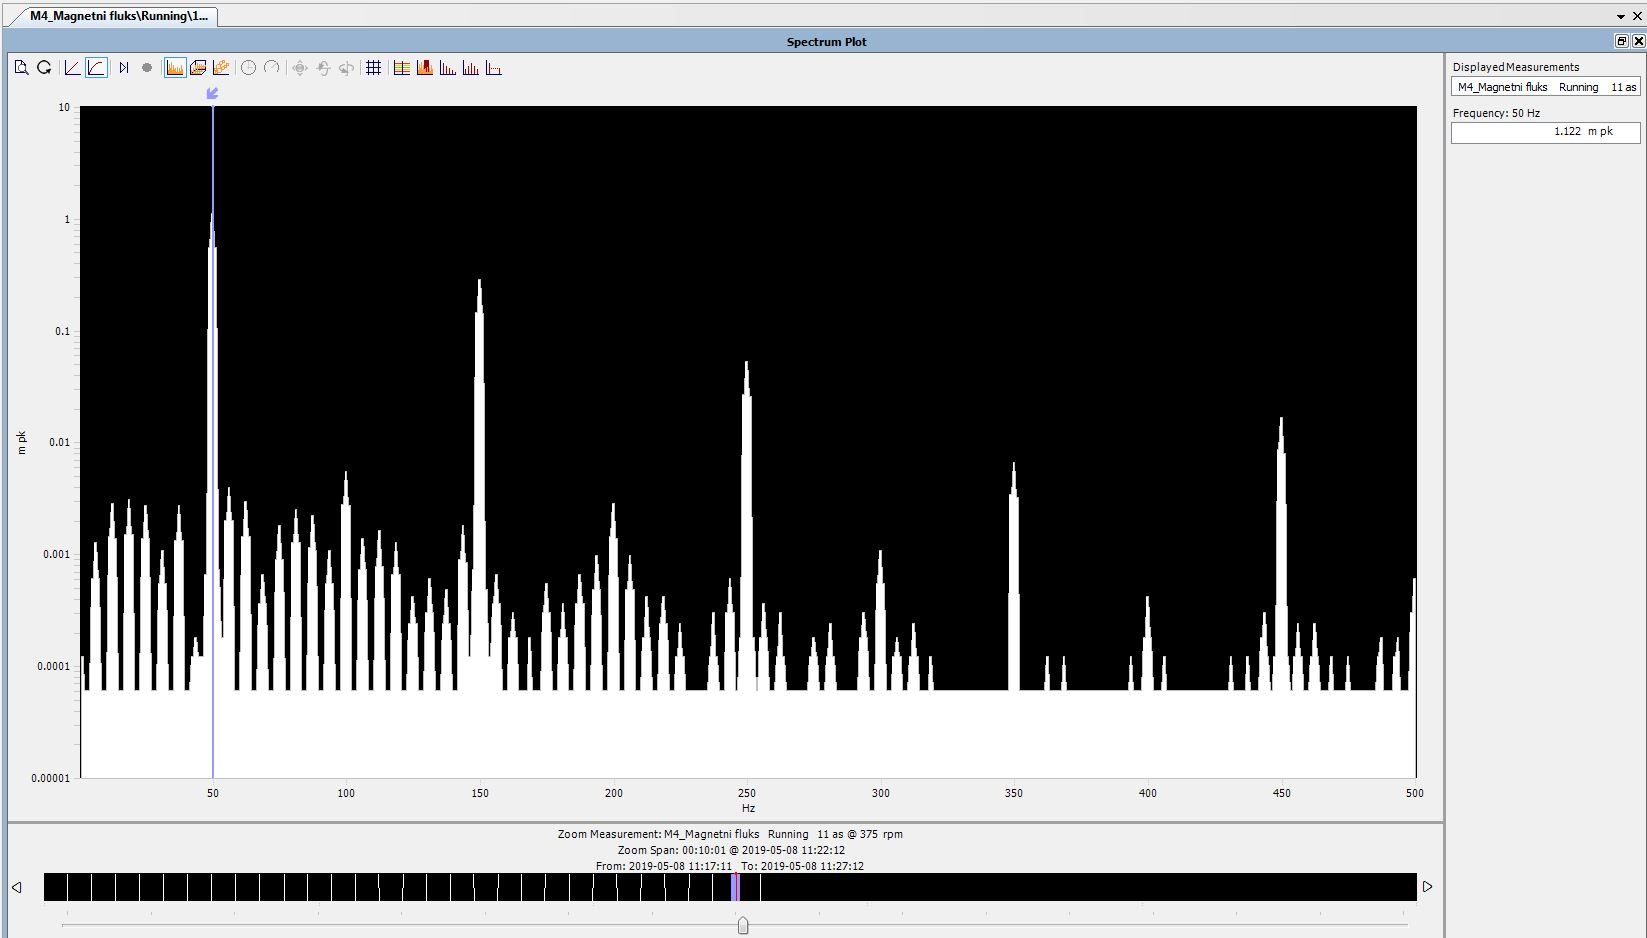 M4_Magnetni fluks\Running\1...
Spectrum Plot
Displayed Measurements
M4_Magnetni fluks Running 11 as
Frequency: 50 Hz
1.122 m pk
10
1
0.1
0.01
0.001
0.0001
0.00001
m pk
50 100 150 200 250 300 350 400 450 500
Hz
Zoom Measurement: M4_Magnetni fluks Running 11 as @ 375 rpm
Zoom Span: 00:10:01 @ 2019-05-08 11:22:12
From: 2019-05-08 11:17:11 To: 2019-05-08 11:27:12